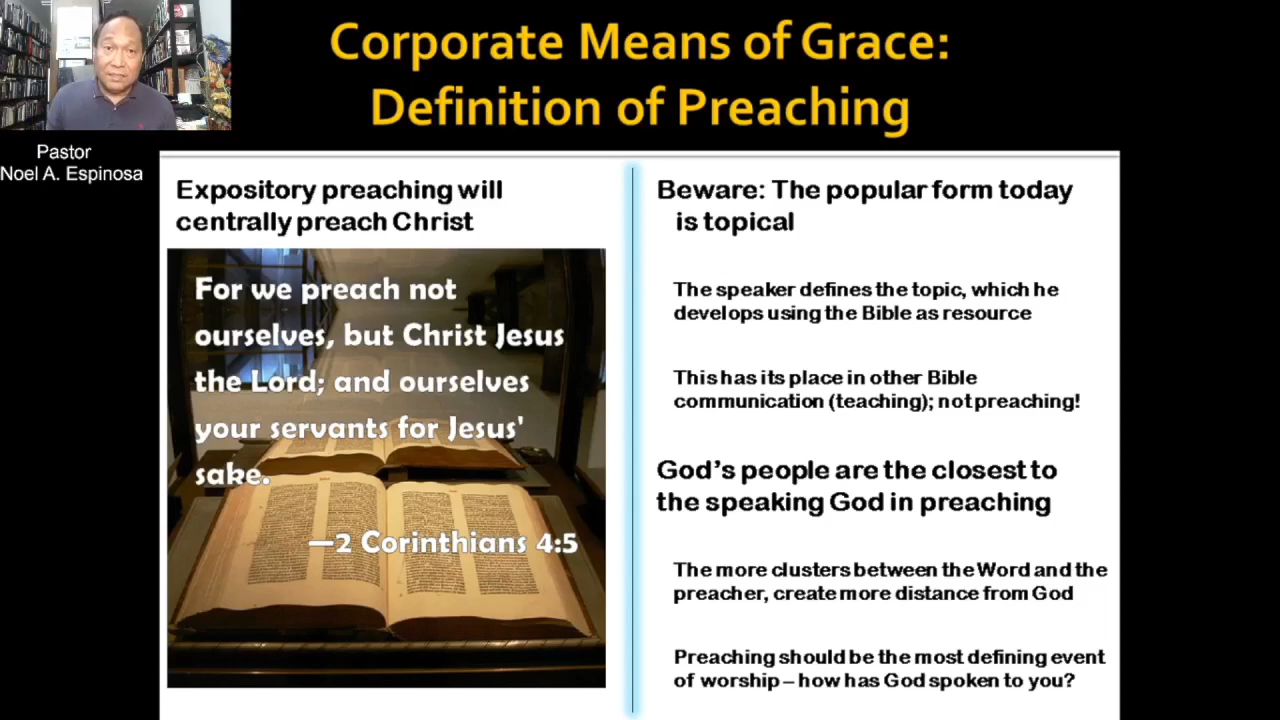 Corporate Means of Grace:
Definition of Preaching
Pastor
Noel A. Espinosa
Expository preaching will
centrally preach Christ
For we preach not
ourselves, but Christ Jesus
the Lord; and ourselves
your servants for Jesus'
sake.
—2 Corinthians 4:5
Beware: The popular form today
is topical
The speaker defines the topic, which he
develops using the Bible as resource
This has its place in other Bible
communication (teaching); not preaching!
God's people are the closest to
the speaking God in preaching
The more clusters between the Word and the
preacher, create more distance from God
Preaching should be the most defining event
of worship – how has God spoken to you?